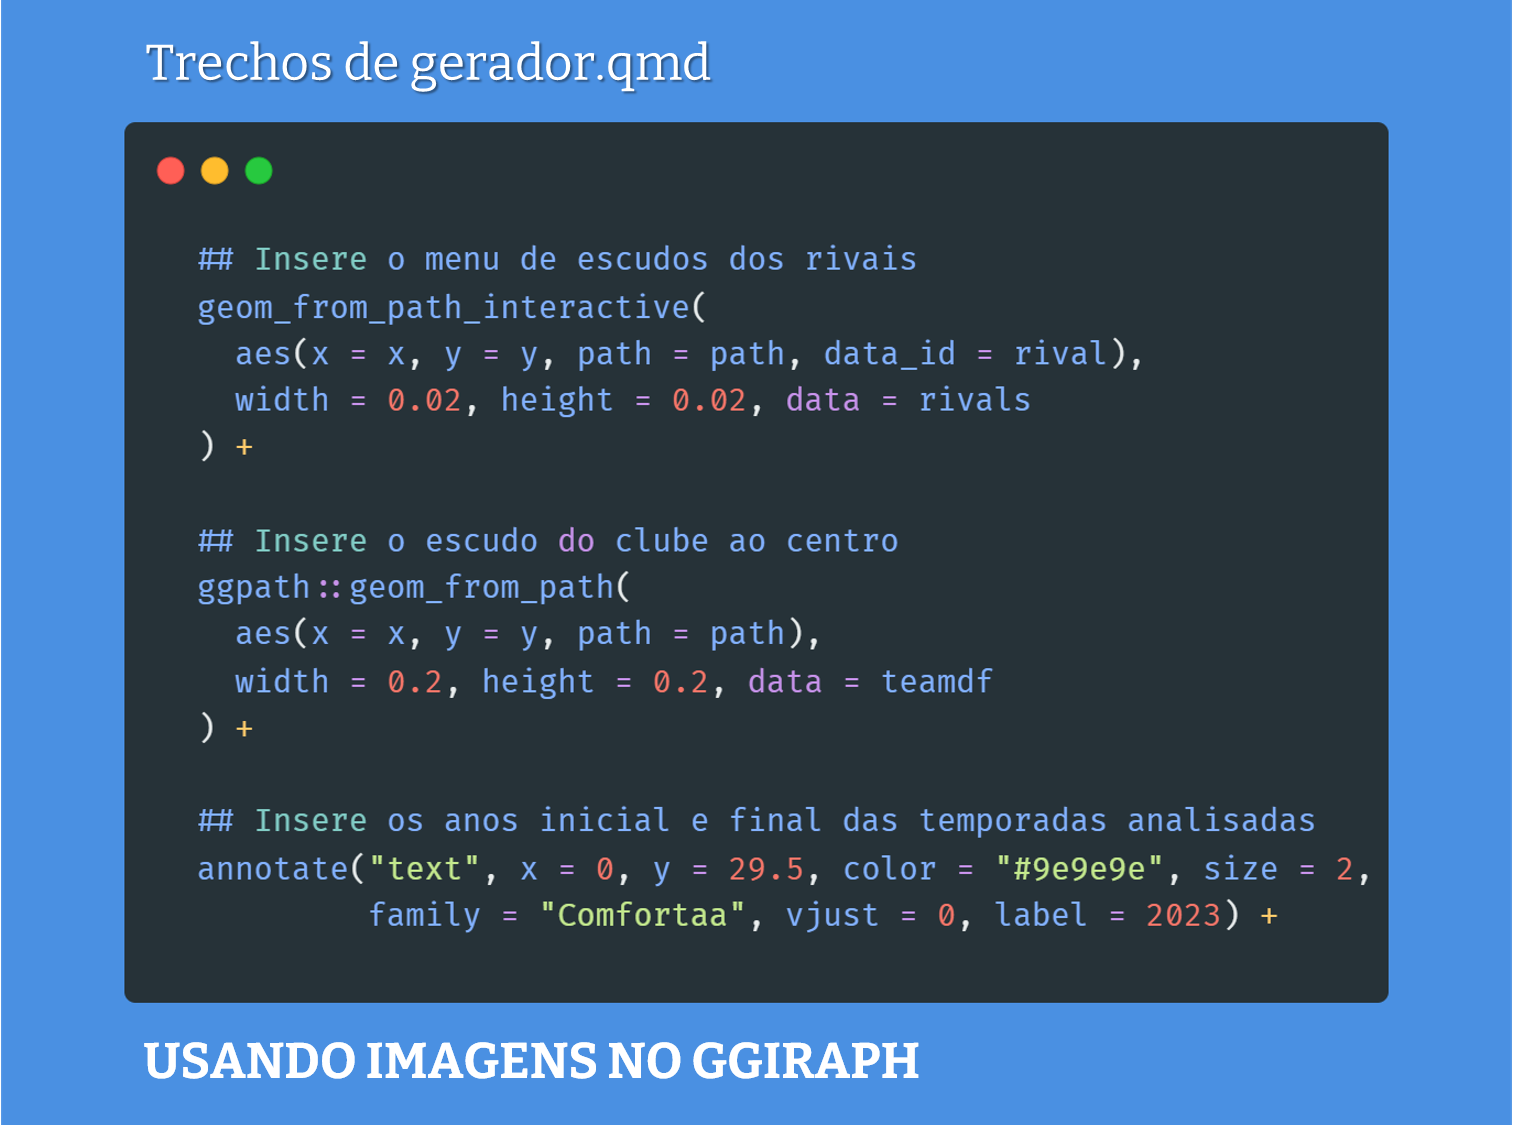 Trechos de gerador.qmd
## Insere o menu de escudos dos rivais
geom_from_path_interactive(
  aes(x = x, y = y, path = path, data_id = rival),
  width = 0.02, height = 0.02, data = rivals
) +
## Insere o escudo do clube ao centro
ggpath::geom_from_path(
  aes(x = x, y = y, path = path),
  width = 0.2, height = 0.2, data = teamdf
) +
## Insere os anos inicial e final das temporadas analisadas
annotate("text", x = 0, y = 29.5, color = "#9e9e9e", size = 2,
         family = "Comfortaa", vjust = 0, label = 2023) +
USANDO IMAGENS NO GGIRAPH